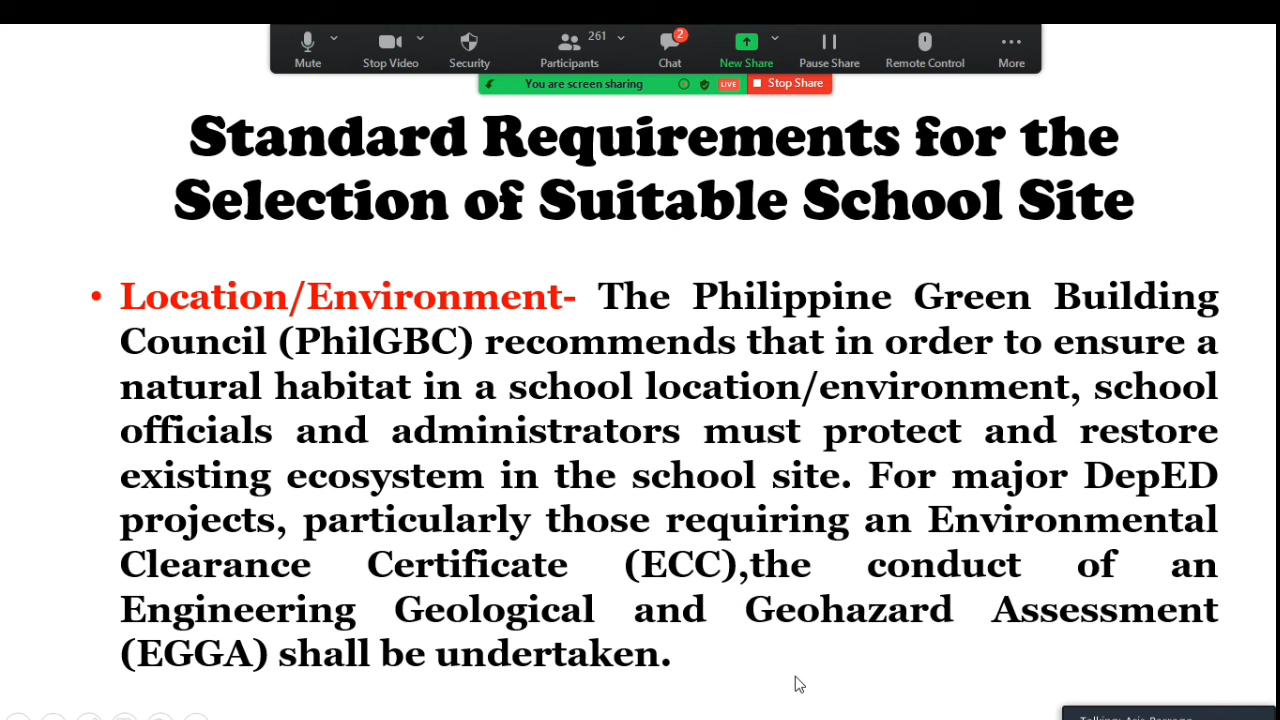 261
2
Mute
Stop Video
Security
Participants
Chat
New Share
Pause Share
Remote Control
More
You are screen sharing
LIVE
Stop Share
Standard Requirements for the
Selection of Suitable School Site
• Location/Environment- The Philippine Green Building
Council (PhilGBC) recommends that in order to ensure a
natural habitat in a school location/environment, school
officials and administrators must protect and restore
existing ecosystem in the school site. For major DepED
projects, particularly those requiring an Environmental
Clearance Certificate (ECC),the conduct of an
Engineering Geological and Geohazard Assessment
(EGGA) shall be undertaken.